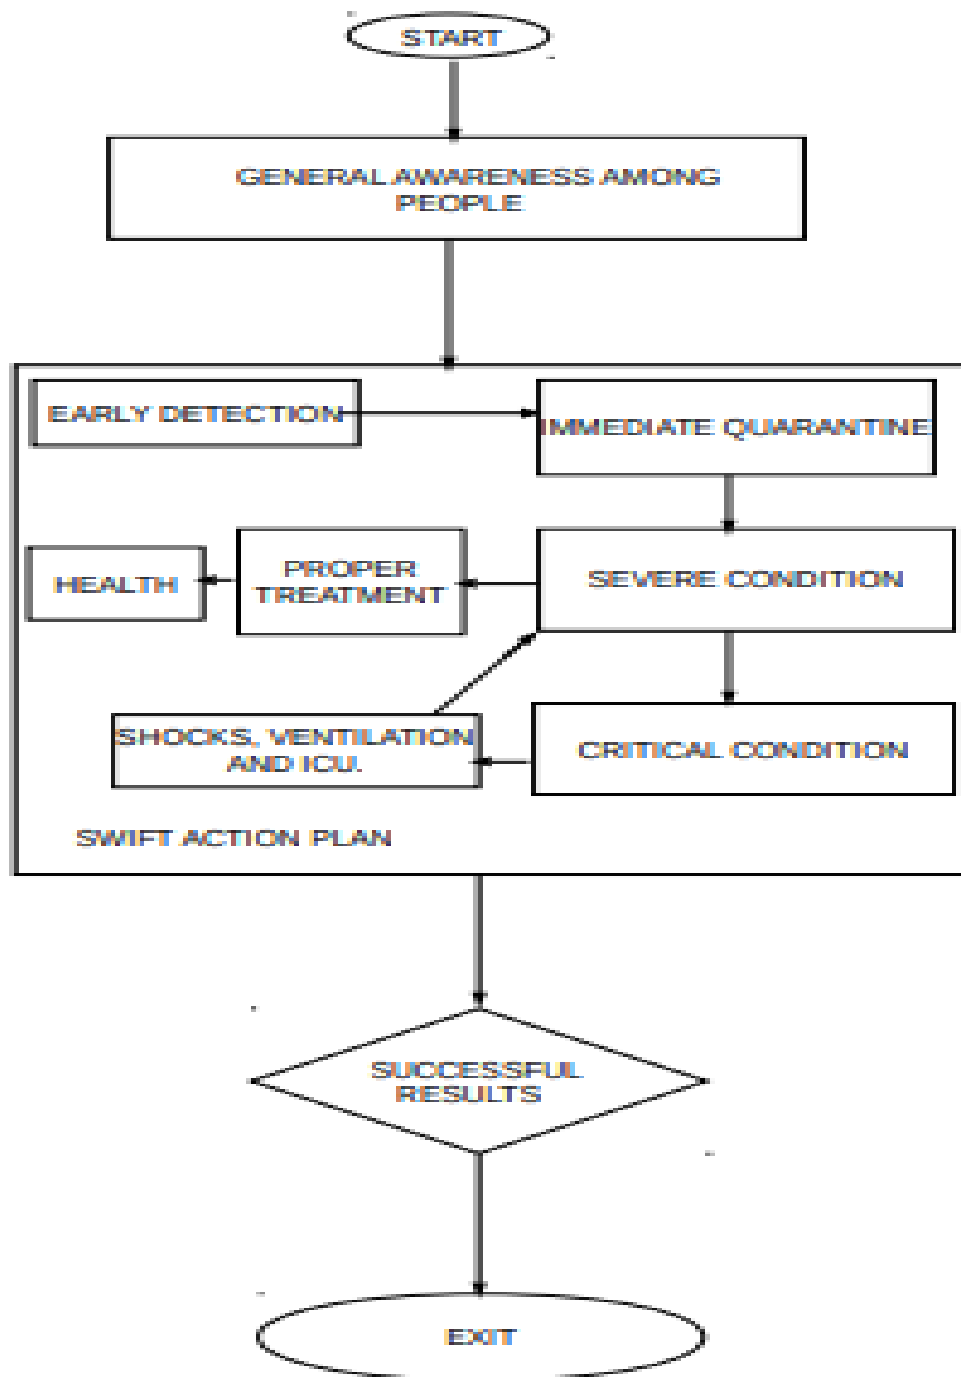 START
GENERAL AWARENESS AMONG
PEOPLE
EARLY DETECTION
IMMEDIATE QUARANTINE
HEALTH
PROPER
TREATMENT
SEVERE CONDITION
SHOCKS, VENTIILATION
AND ICU.
CRITICAL CONDITION
SWIFT ACTION PLAN
SUCCESSFUL
RESULTS
EXIT